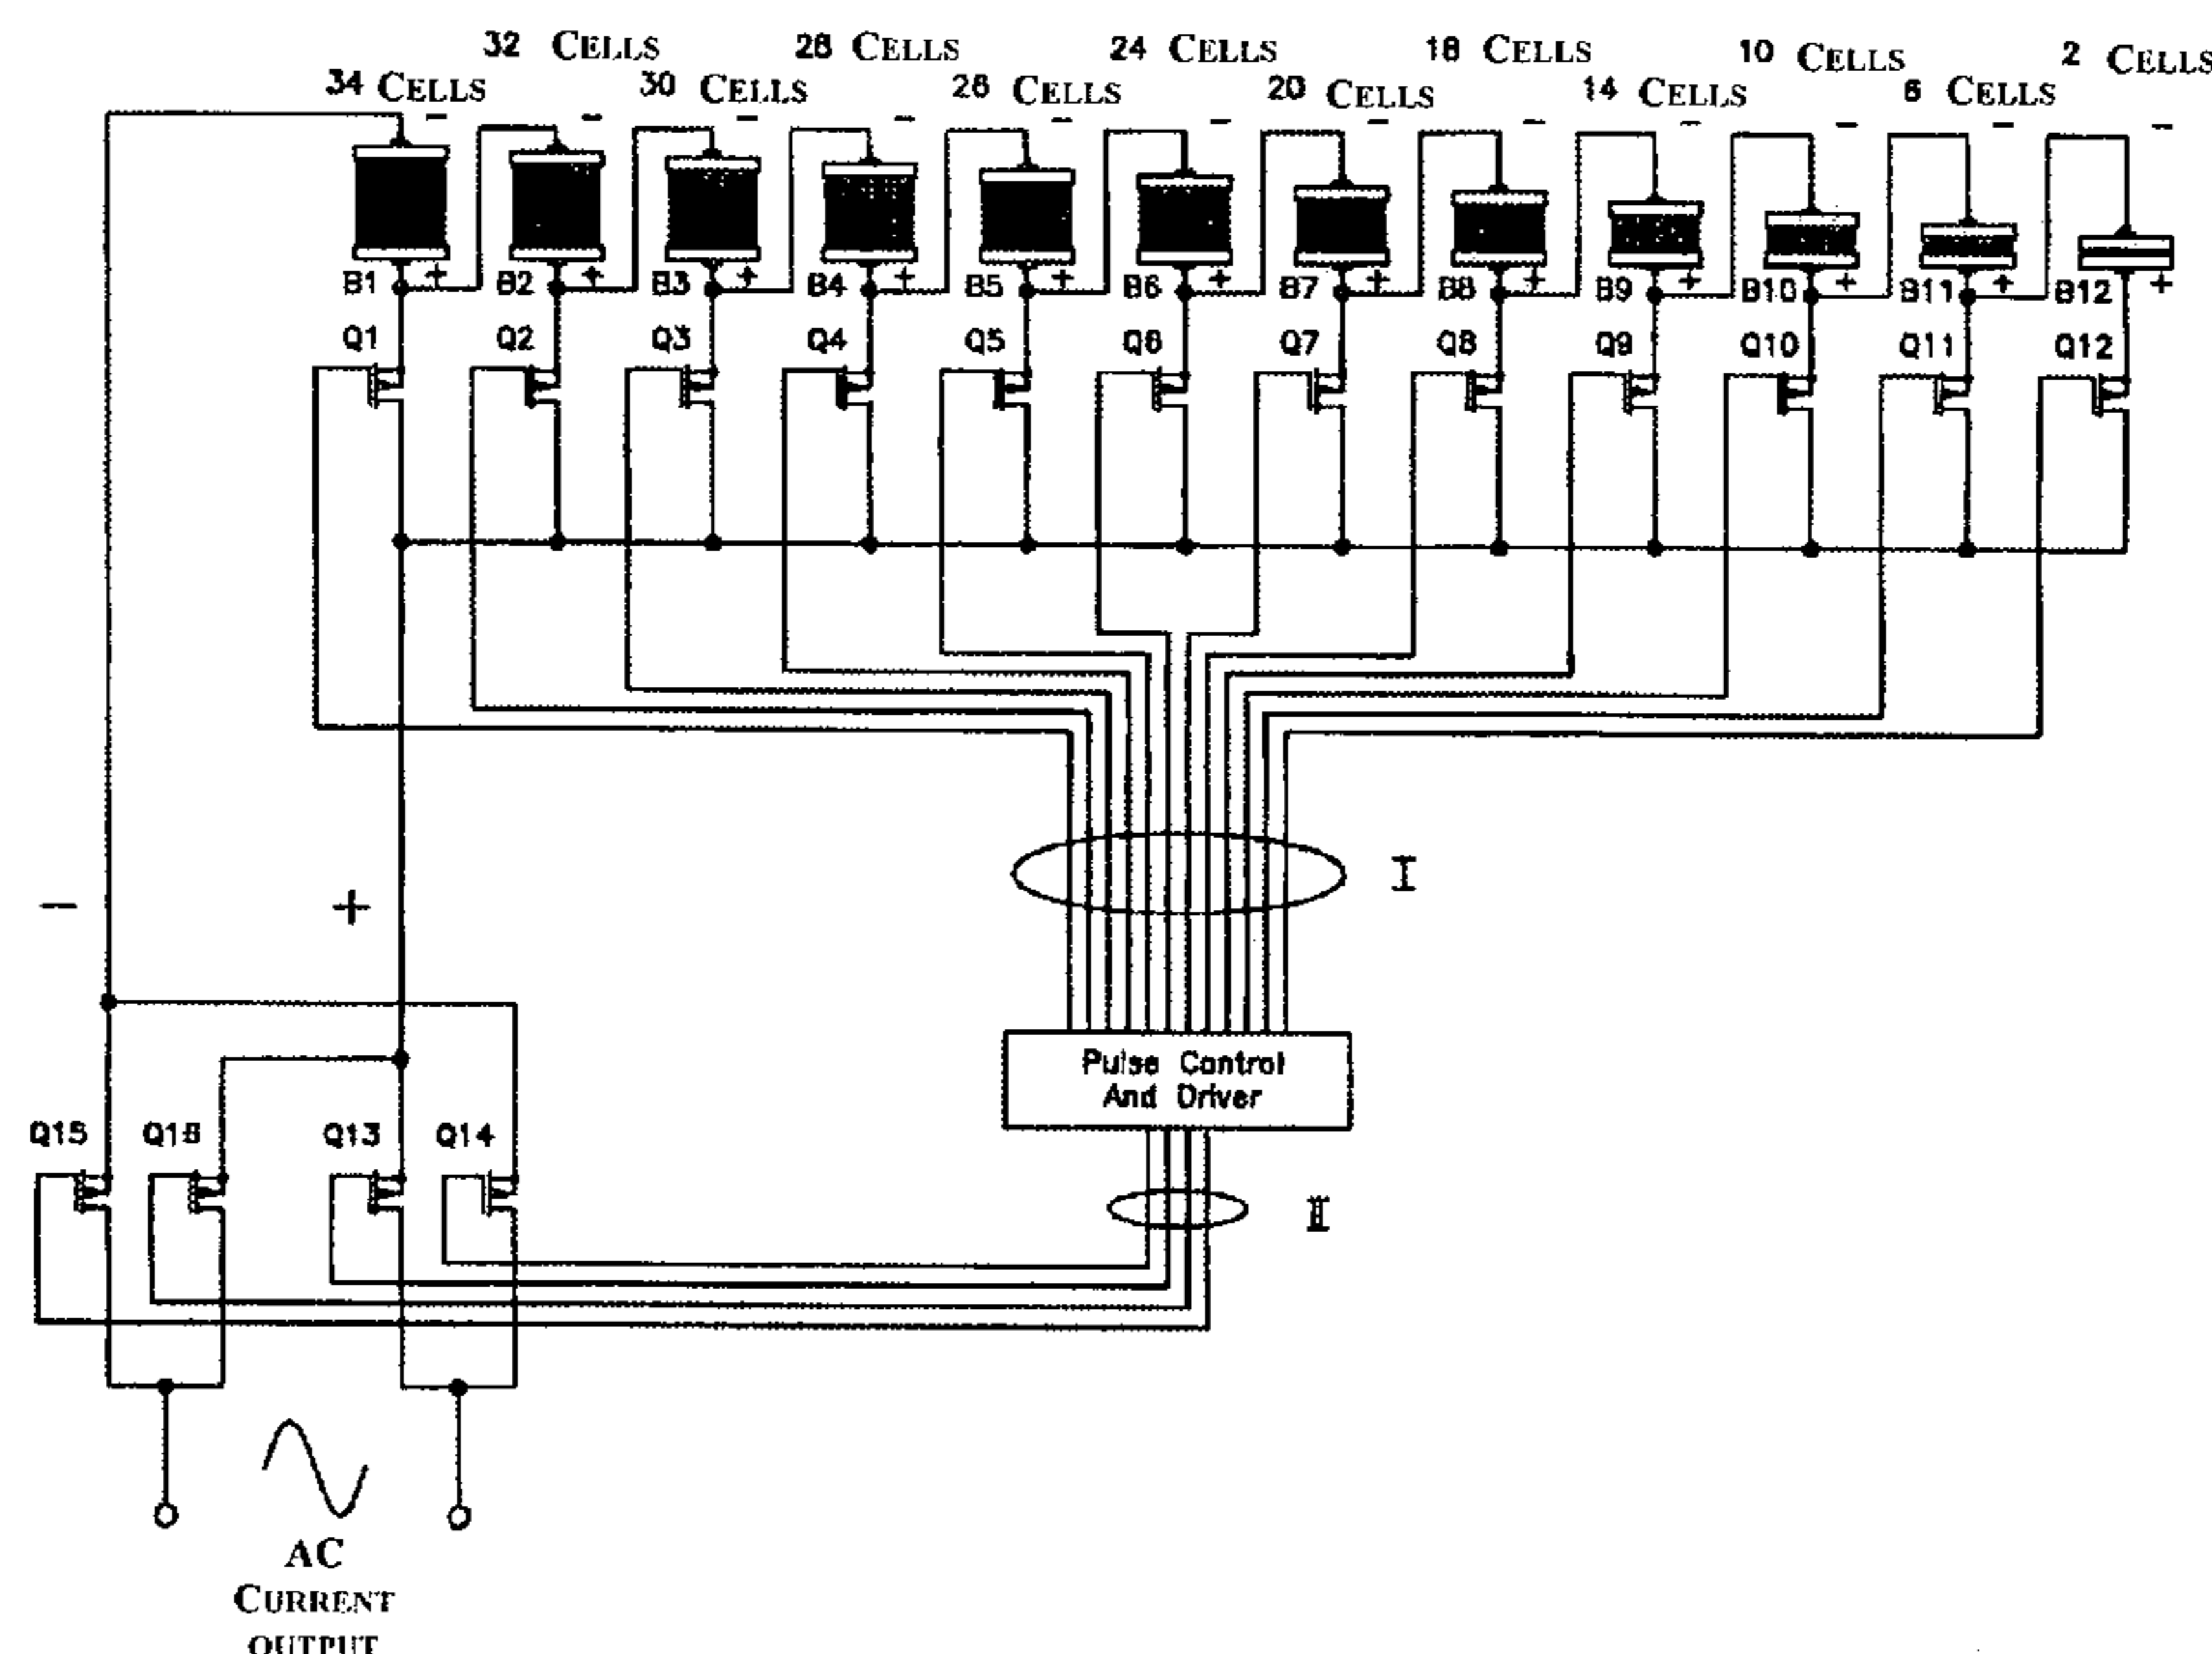 32 CELLS 28 CELLS 24 CELLS 18 CELLS 10 CELLS 2 CELLS
34 CELLS 30 CELLS 26 CELLS 20 CELLS 14 CELLS 6 CELLS
- - - - - - - - - - - -
+ + + + + + + + + + + +
B1 B2 B3 B4 B5 B6 B7 B8 B9 B10 B11 B12
Q1 Q2 Q3 Q4 Q5 Q6 Q7 Q8 Q9 Q10 Q11 Q12
I
- +
Pulse Control
And Driver
Q15 Q16 Q13 Q14
II
AC
CURRENT
OUTPUT